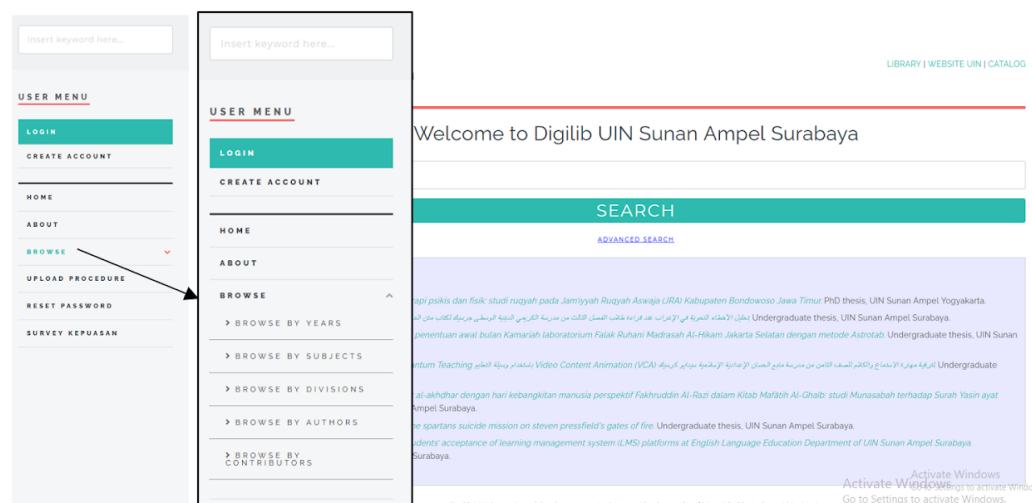 Insert keyword here...
USER MENU
LOGIN
CREATE ACCOUNT
HOME
ABOUT
BROWSE
UPLOAD PROCEDURE
RESET PASSWORD
SURVEY KEPUASAN
Insert keyword here...
USER MENU
LOGIN
CREATE ACCOUNT
HOME
ABOUT
BROWSE
> BROWSE BY YEARS
> BROWSE BY SUBJECTS
> BROWSE BY DIVISIONS
> BROWSE BY AUTHORS
> BROWSE BY
CONTRIBUTORS
LIBRARY | WEBSITE UIN | CATALOG
Welcome to Digilib UIN Sunan Ampel Surabaya
SEARCH
ADVANCED SEARCH
rapi psikis dan fisik: studi ruqyah pada Jam'iyyah Ruqyah Aswaja (JRA) Kabupaten Bondowoso Jawa Timur. PhD thesis, UIN Sunan Ampel Yogyakarta.
Undergraduate thesis, UIN Sunan Ampel Surabaya.
penentuan awal bulan Kamariah laboratorium Falak Ruhani Madrasah Al-Hikam Jakarta Selatan dengan metode Astrotab. Undergraduate thesis, UIN Sunan
ntum Teaching باستخدام وسيلة التعليم Video Content Animation (VCA) Undergraduate
al-akhdhar dengan hari kebangkitan manusia perspektif Fakhruddin Al-Razi dalam Kitab Mafātih Al-Ghaib: studi Munasabah terhadap Surah Yasin ayat
Ampel Surabaya.
e spartans suicide mission on steven pressfield's gates of fire. Undergraduate thesis, UIN Sunan Ampel Surabaya.
udents' acceptance of learning management system (LMS) platforms at English Language Education Department of UIN Sunan Ampel Surabaya.
Surabaya.
Activate Windows
Go to Settings to activate Windows.